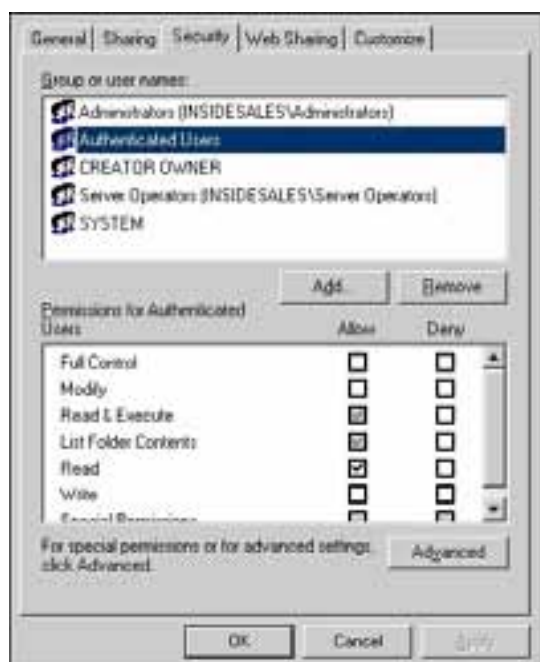 General Sharing Security Web Sharing Customize
Group or user names:
Administrators (INSIDESALES\Administrators)
Authenticated Users
CREATOR OWNER
Server Operators (INSIDESALES\Server Operators)
SYSTEM
Add... Remove
Permissions for Authenticated
Users Allow Deny
Full Control
Modify
Read & Execute
List Folder Contents
Read
Write
Special Permissions
For special permissions or for advanced settings,
click Advanced.
Advanced
OK Cancel Apply